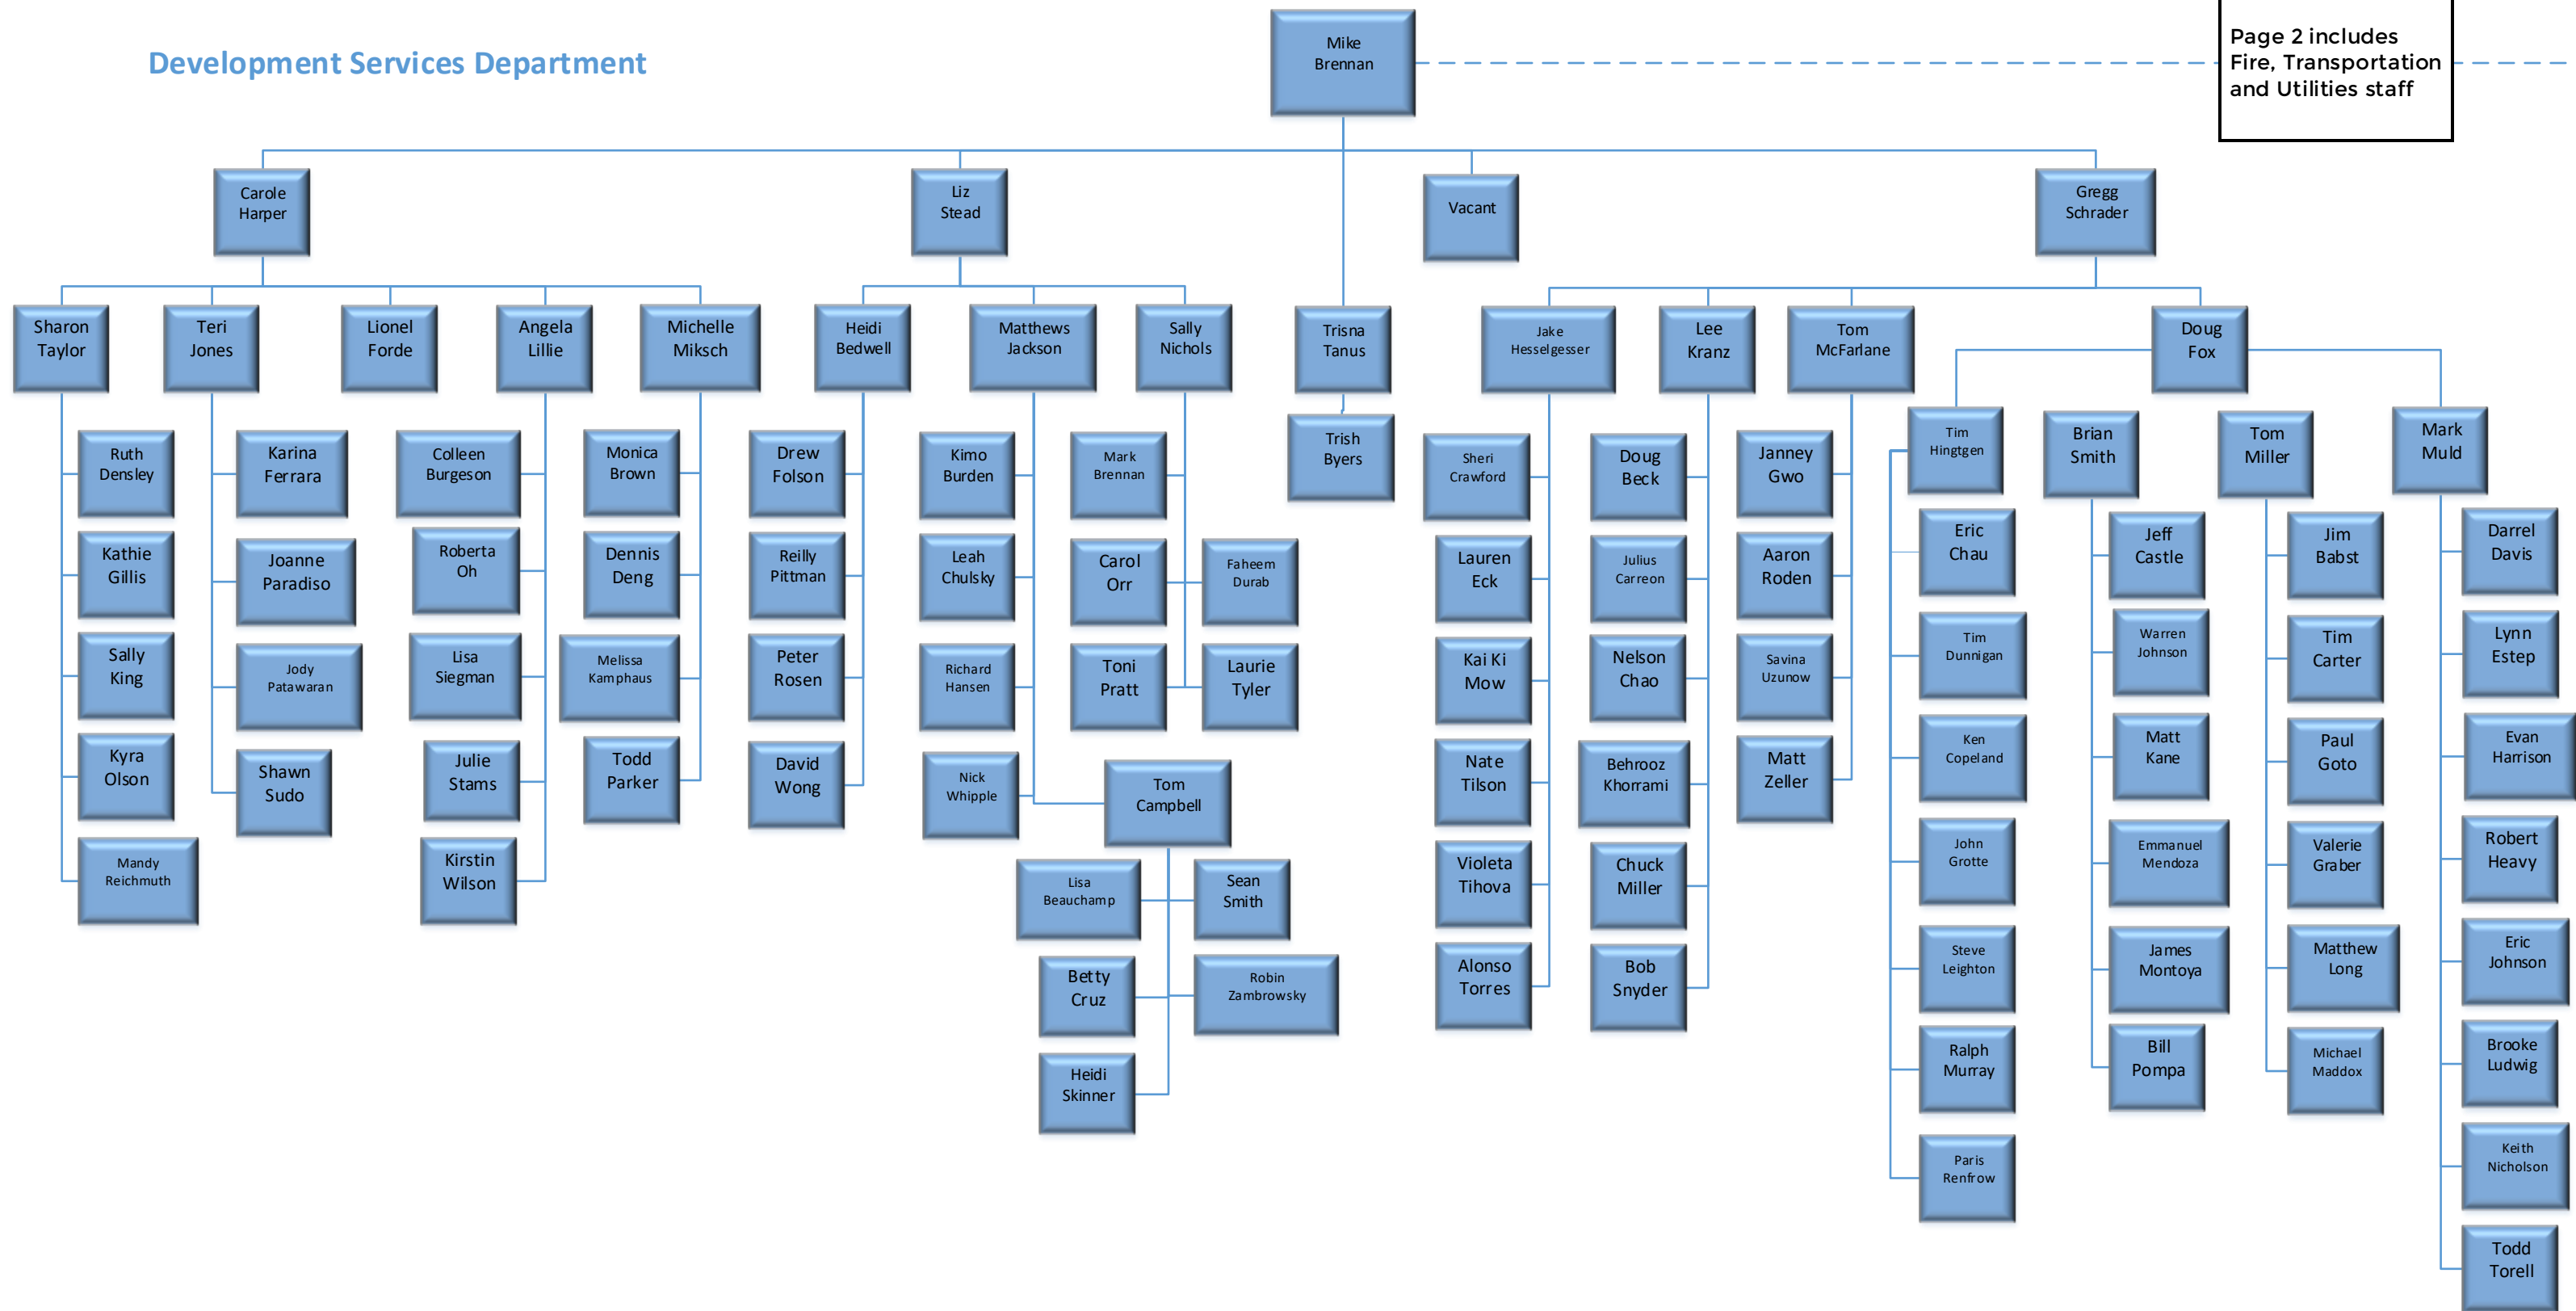 Development Services Department
Mike
Brennan
Page 2 includes
Fire, Transportation
and Utilities staff
Carole
Harper
Liz
Stead
Vacant
Gregg
Schrader
Sharon
Taylor
Teri
Jones
Lionel
Forde
Angela
Lillie
Michelle
Miksch
Heidi
Bedwell
Matthews
Jackson
Sally
Nichols
Trisna
Tanus
Jake
Hesselgesser
Lee
Kranz
Tom
McFarlane
Doug
Fox
Ruth
Densley
Kathie
Gillis
Sally
King
Kyra
Olson
Mandy
Reichmuth
Karina
Ferrara
Joanne
Paradiso
Jody
Patawaran
Shawn
Sudo
Colleen
Burgeson
Roberta
Oh
Lisa
Siegman
Julie
Stams
Kirstin
Wilson
Monica
Brown
Dennis
Deng
Melissa
Kamphaus
Todd
Parker
Drew
Folson
Reilly
Pittman
Peter
Rosen
David
Wong
Kimo
Burden
Leah
Chulsky
Richard
Hansen
Nick
Whipple
Tom
Campbell
Lisa
Beauchamp
Sean
Smith
Betty
Cruz
Robin
Zambrowsky
Heidi
Skinner
Mark
Brennan
Carol
Orr
Faheem
Durab
Toni
Pratt
Laurie
Tyler
Trish
Byers
Sheri
Crawford
Lauren
Eck
Kai Ki
Mow
Nate
Tilson
Violeta
Tihova
Alonso
Torres
Doug
Beck
Julius
Carreon
Nelson
Chao
Behrooz
Khorrami
Chuck
Miller
Bob
Snyder
Janney
Gwo
Aaron
Roden
Savina
Uzunow
Matt
Zeller
Tim
Hingtgen
Eric
Chau
Tim
Dunnigan
Ken
Copeland
John
Grotte
Steve
Leighton
Ralph
Murray
Paris
Renfrow
Brian
Smith
Jeff
Castle
Warren
Johnson
Matt
Kane
Emmanuel
Mendoza
James
Montoya
Bill
Pompa
Tom
Miller
Jim
Babst
Tim
Carter
Paul
Goto
Valerie
Graber
Matthew
Long
Michael
Maddox
Mark
Muld
Darrel
Davis
Lynn
Estep
Evan
Harrison
Robert
Heavy
Eric
Johnson
Brooke
Ludwig
Keith
Nicholson
Todd
Torell